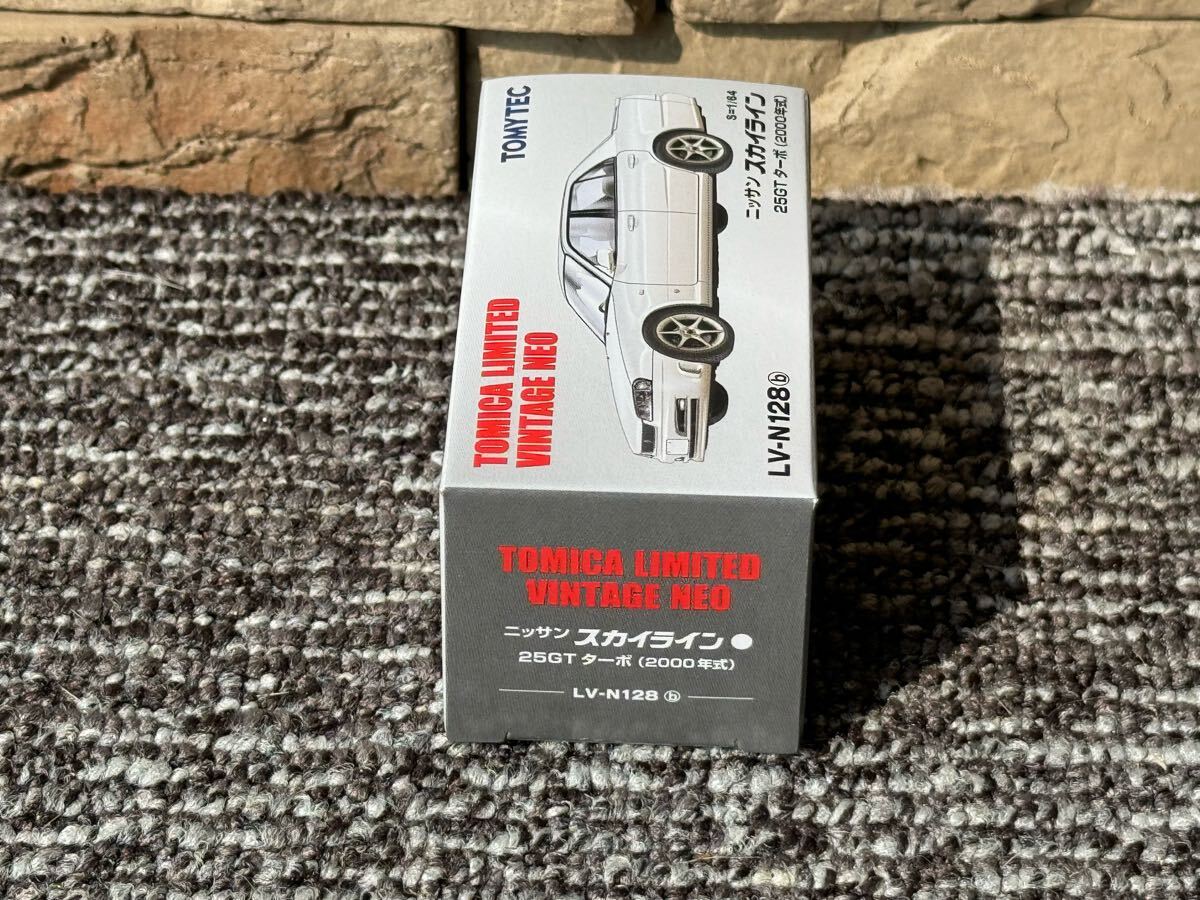 TOMYTEC
TOMICA LIMITED
VINTAGE NEO
S=1/64
ニッサン スカイライン
25GT ターボ (2000年式)
LV-N128 ⓑ
TOMICA LIMITED
VINTAGE NEO
ニッサン スカイライン ●
25GT ターボ (2000年式)
LV-N128 ⓑ